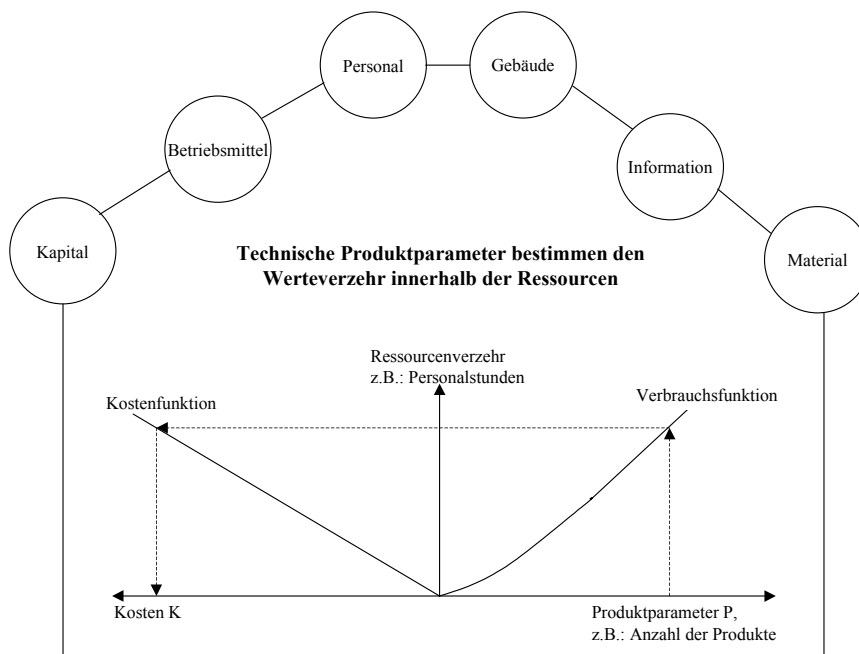 Personal
Gebäude
Betriebsmittel
Information
Kapital
Material
Technische Produktparameter bestimmen den
Werteverzehr innerhalb der Ressourcen
Ressourcenverzehr
z.B.: Personalstunden
Kostenfunktion
Verbrauchsfunktion
Kosten K
Produktparameter P,
z.B.: Anzahl der Produkte